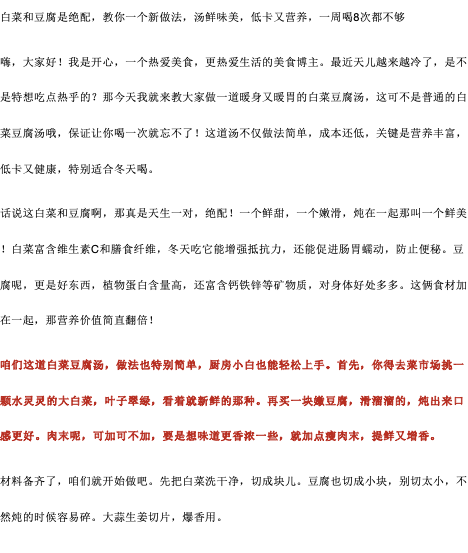 白菜和豆腐是绝配，教你一个新做法，汤鲜味美，低卡又营养，一周喝8次都不够
嗨，大家好！我是开心，一个热爱美食，更热爱生活的美食博主。最近天儿越来越冷了，是不
是特想吃点热乎的？那今天我就来教大家做一道暖身又暖胃的白菜豆腐汤，这可不是普通的白
菜豆腐汤哦，保证让你喝一次就忘不了！这道汤不仅做法简单，成本还低，关键是营养丰富，
低卡又健康，特别适合冬天喝。
话说这白菜和豆腐啊，那真是天生一对，绝配！一个鲜甜，一个嫩滑，炖在一起那叫一个鲜美
！白菜富含维生素C和膳食纤维，冬天吃它能增强抵抗力，还能促进肠胃蠕动，防止便秘。豆
腐呢，更是好东西，植物蛋白含量高，还富含钙铁锌等矿物质，对身体好处多多。这俩食材加
在一起，那营养价值简直翻倍！
咱们这道白菜豆腐汤，做法也特别简单，厨房小白也能轻松上手。首先，你得去菜市场挑一
颗水灵灵的大白菜，叶子翠绿，看着就新鲜的那种。再买一块嫩豆腐，滑溜溜的，炖出来口
感更好。肉末呢，可加可不加，要是想味道更香浓一些，就加点瘦肉末，提鲜又增香。
材料备齐了，咱们就开始做吧。先把白菜洗干净，切成块儿。豆腐也切成小块，别切太小，不
然炖的时候容易碎。大蒜生姜切片，爆香用。